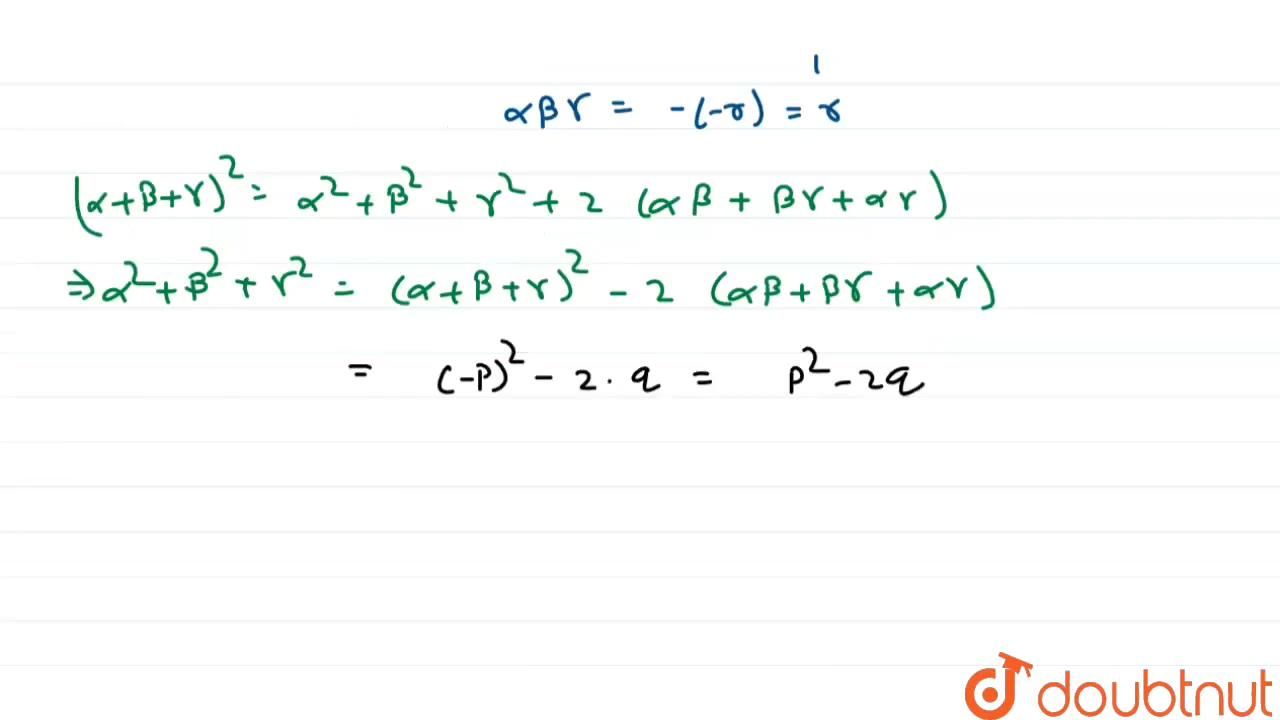 1
αβγ = -(-r) = r
(α+β+γ)² = α² + β² + γ² + 2 (αβ + βγ + αγ)
⇒ α² + β² + γ² = (α+β+γ)² - 2 (αβ + βγ + αγ)
= (-P)² - 2 · q = P² - 2q
doubtnut